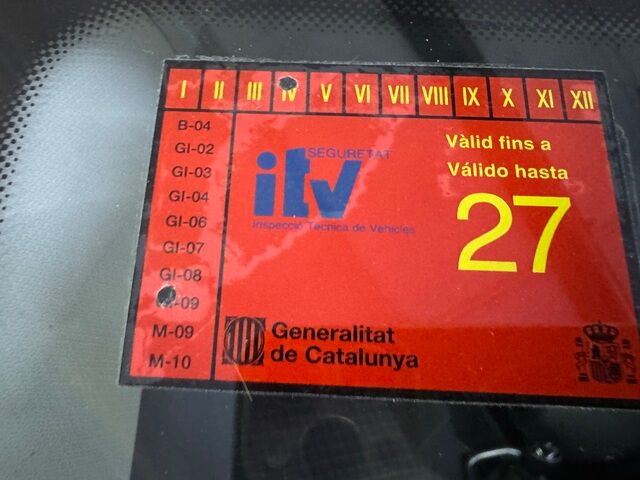 I II III IV V VI VII VIII IX X XI XII
B-04
GI-02
GI-03
GI-04
GI-06
GI-07
GI-08
M-09
M-10
SEGURETAT
itv
Inspecció Tècnica de Vehicles
Vàlid fins a
Válido hasta
27
Generalitat
de Catalunya